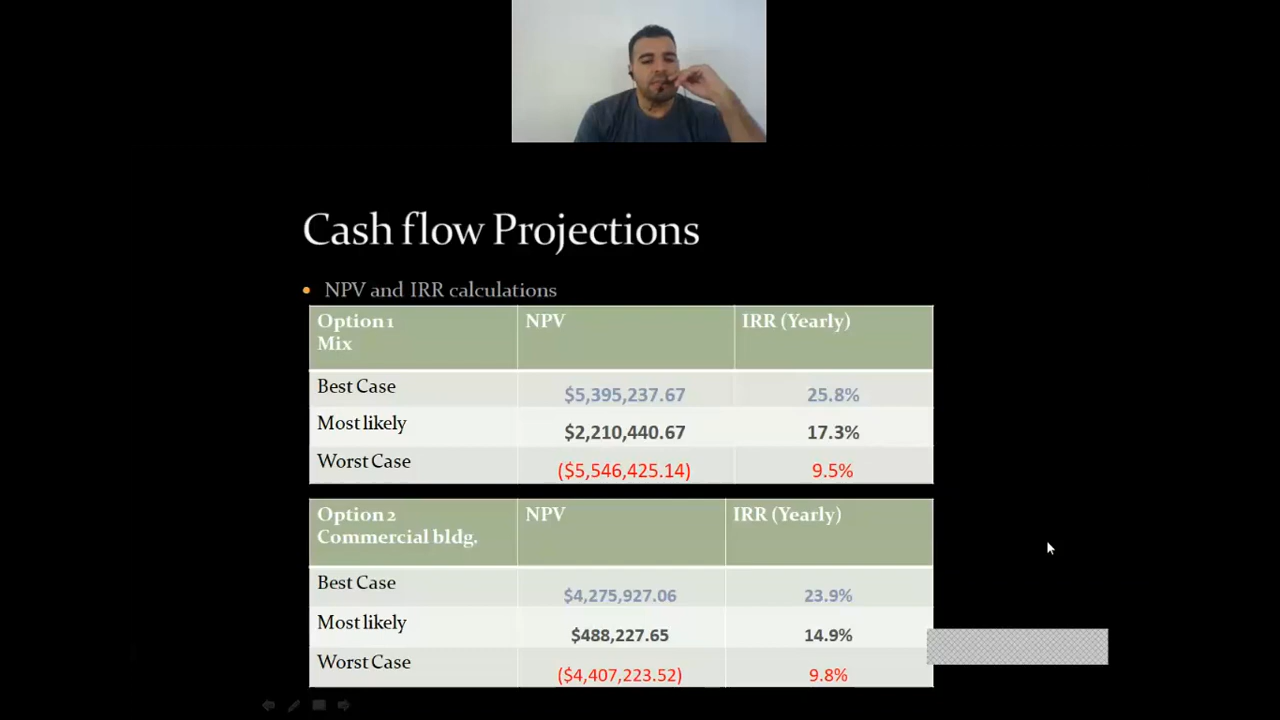 Cash flow Projections
• NPV and IRR calculations
Option 1 NPV IRR (Yearly)
Mix
Best Case $5,395,237.67 25.8%
Most likely $2,210,440.67 17.3%
Worst Case ($5,546,425.14) 9.5%
Option 2 NPV IRR (Yearly)
Commercial bldg.
Best Case $4,275,927.06 23.9%
Most likely $488,227.65 14.9%
Worst Case ($4,407,223.52) 9.8%